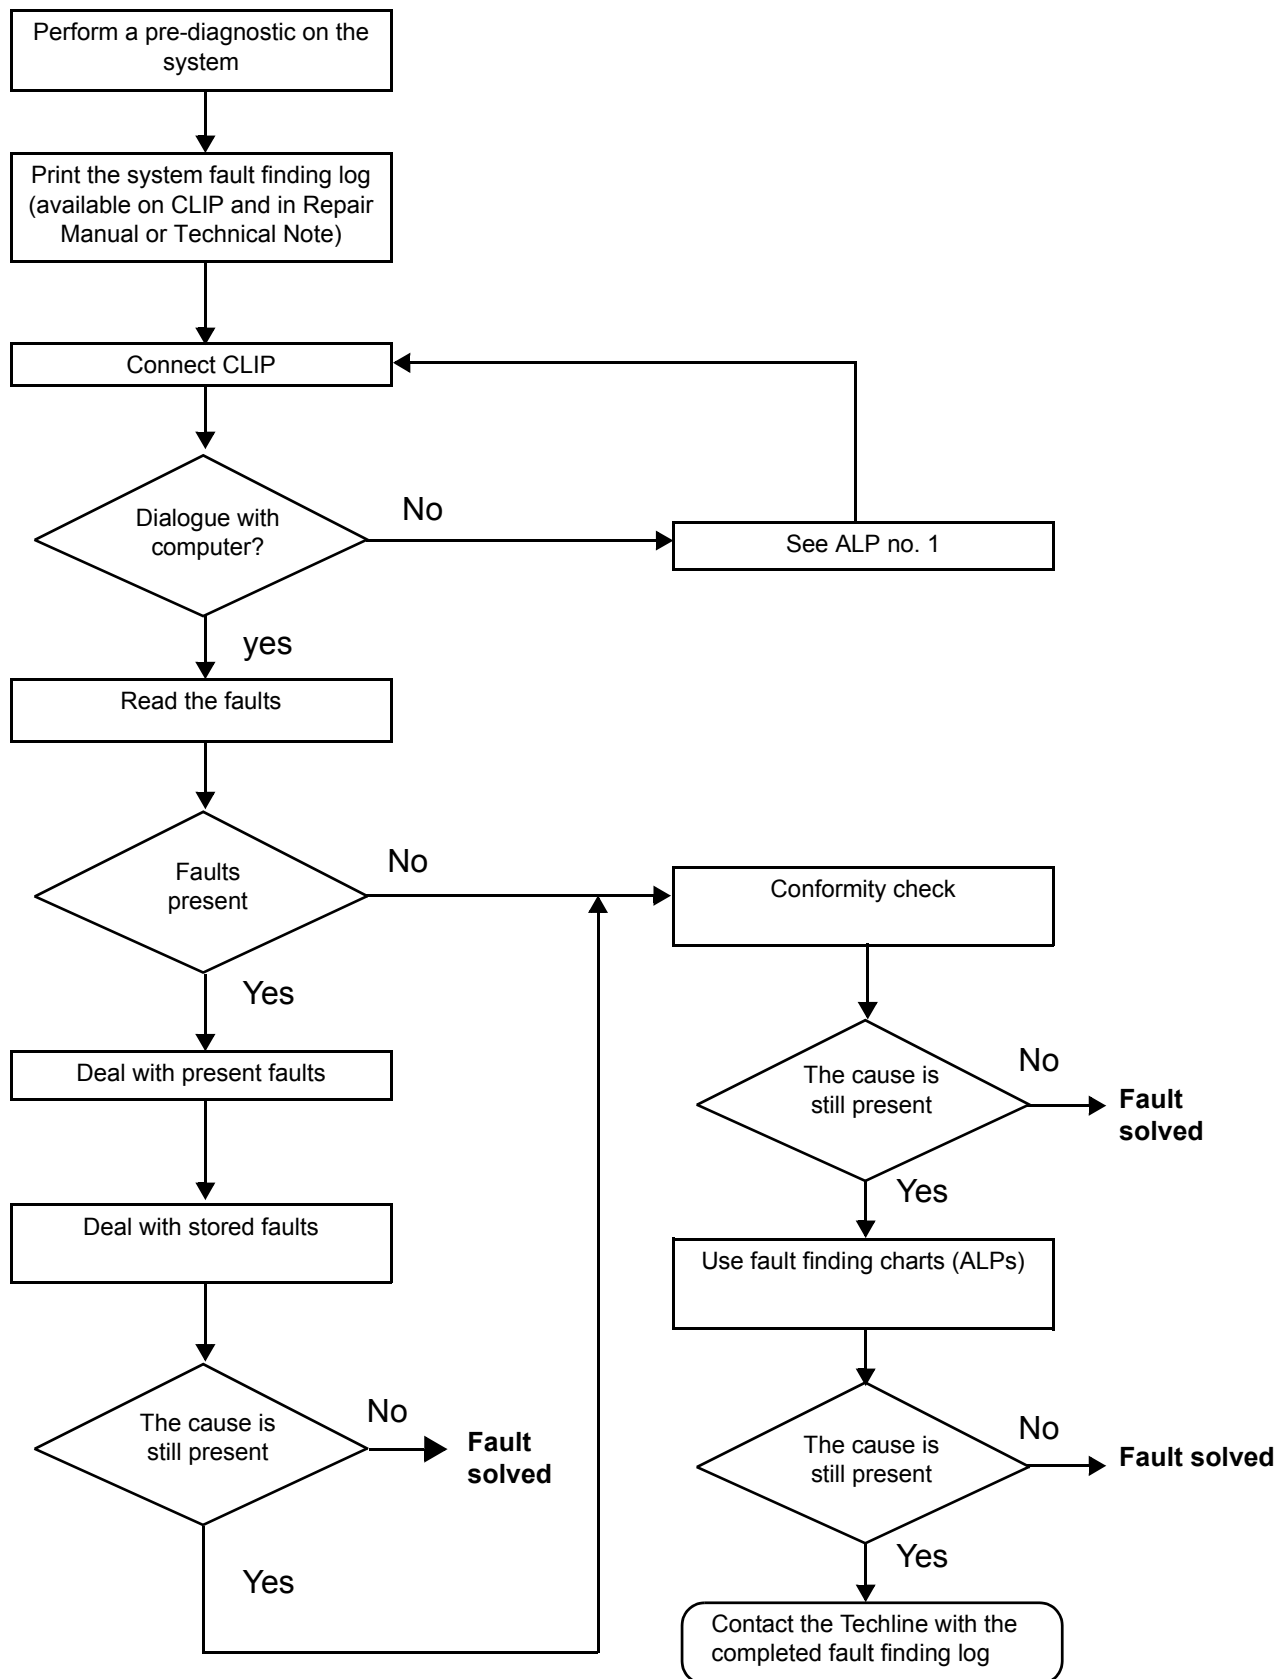 Perform a pre-diagnostic on the
system
Print the system fault finding log
(available on CLIP and in Repair
Manual or Technical Note)
Connect CLIP
Dialogue with
computer?
No
See ALP no. 1
yes
Read the faults
Faults
present
No
Conformity check
Yes
Deal with present faults
The cause is
still present
No
Fault
solved
Yes
Deal with stored faults
Use fault finding charts (ALPs)
The cause is
still present
No
Fault
solved
The cause is
still present
No
Fault solved
Yes
Yes
Contact the Techline with the
completed fault finding log